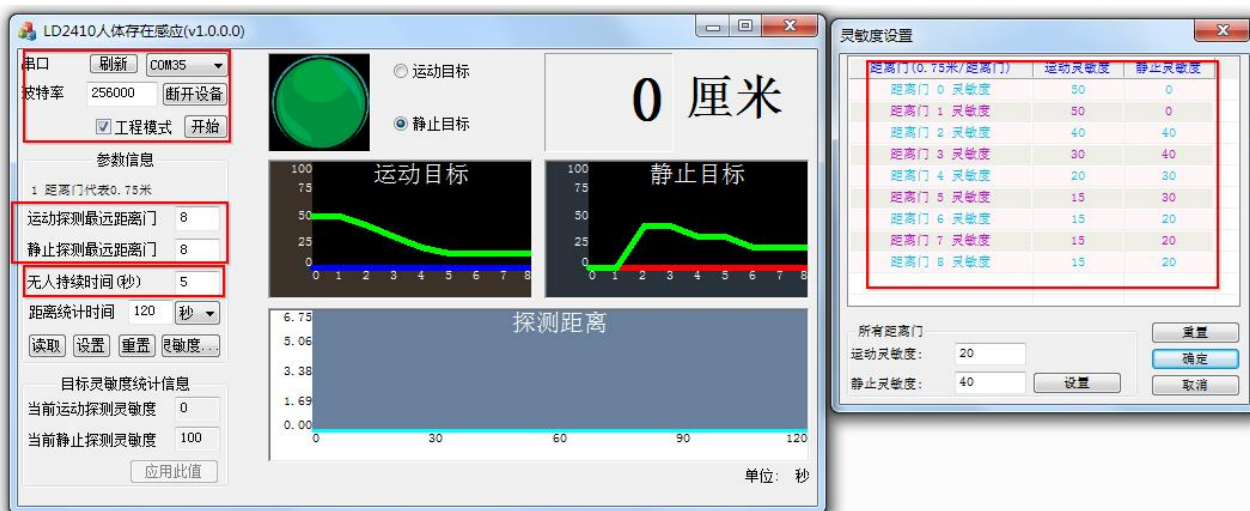 LD2410人体存在感应(v1.0.0.0)
串口 刷新 COM35
波特率 256000 断开设备
工程模式 开始
参数信息
1 距离门代表0.75米
运动探测最远距离门 8
静止探测最远距离门 8
无人持续时间(秒) 5
距离统计时间 120 秒
读取 设置 重置 敏度...
目标灵敏度统计信息
当前运动探测灵敏度 0
当前静止探测灵敏度 100
应用此值
运动目标
静止目标
0 厘米
运动目标
100
75
50
25
0
0 1 2 3 4 5 6 7 8
静止目标
100
75
50
25
0
0 1 2 3 4 5 6 7 8
探测距离
6.75
5.06
3.38
1.69
0.00
0 30 60 90 120
单位: 秒
灵敏度设置
距离门(0.75米/距离门) 运动灵敏度 静止灵敏度
距离门 0 灵敏度 50 0
距离门 1 灵敏度 50 0
距离门 2 灵敏度 40 40
距离门 3 灵敏度 30 40
距离门 4 灵敏度 20 30
距离门 5 灵敏度 15 30
距离门 6 灵敏度 15 20
距离门 7 灵敏度 15 20
距离门 8 灵敏度 15 20
所有距离门
运动灵敏度: 20
静止灵敏度: 40 设置
重置
确定
取消